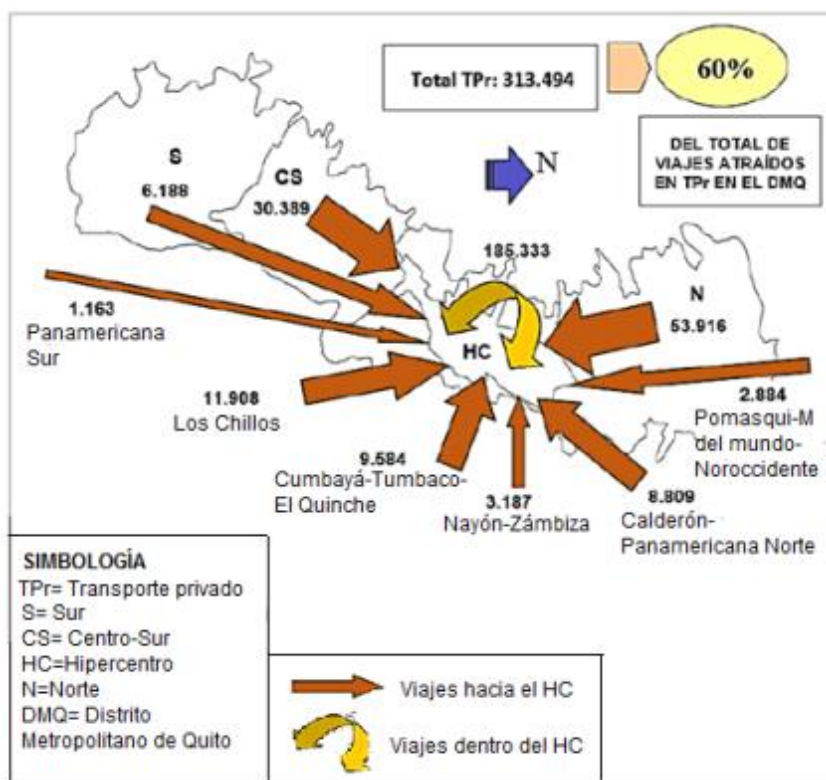 Total TPr: 313.494
60%
DEL TOTAL DE
VIAJES ATRAÍDOS
EN TPr EN EL DMQ
N
S
6.188
CS
30.389
185.333
N
53.916
HC
1.163
Panamericana
Sur
11.908
Los Chillos
9.584
Cumbayá-Tumbaco-
El Quinche
3.187
Nayón-Zámbiza
8.809
Calderón-
Panamericana Norte
2.884
Pomasqui-M
del mundo-
Noroccidente
SIMBOLOGÍA
TPr= Transporte privado
S= Sur
CS= Centro-Sur
HC=Hipercentro
N=Norte
DMQ= Distrito
Metropolitano de Quito
Viajes hacia el HC
Viajes dentro del HC